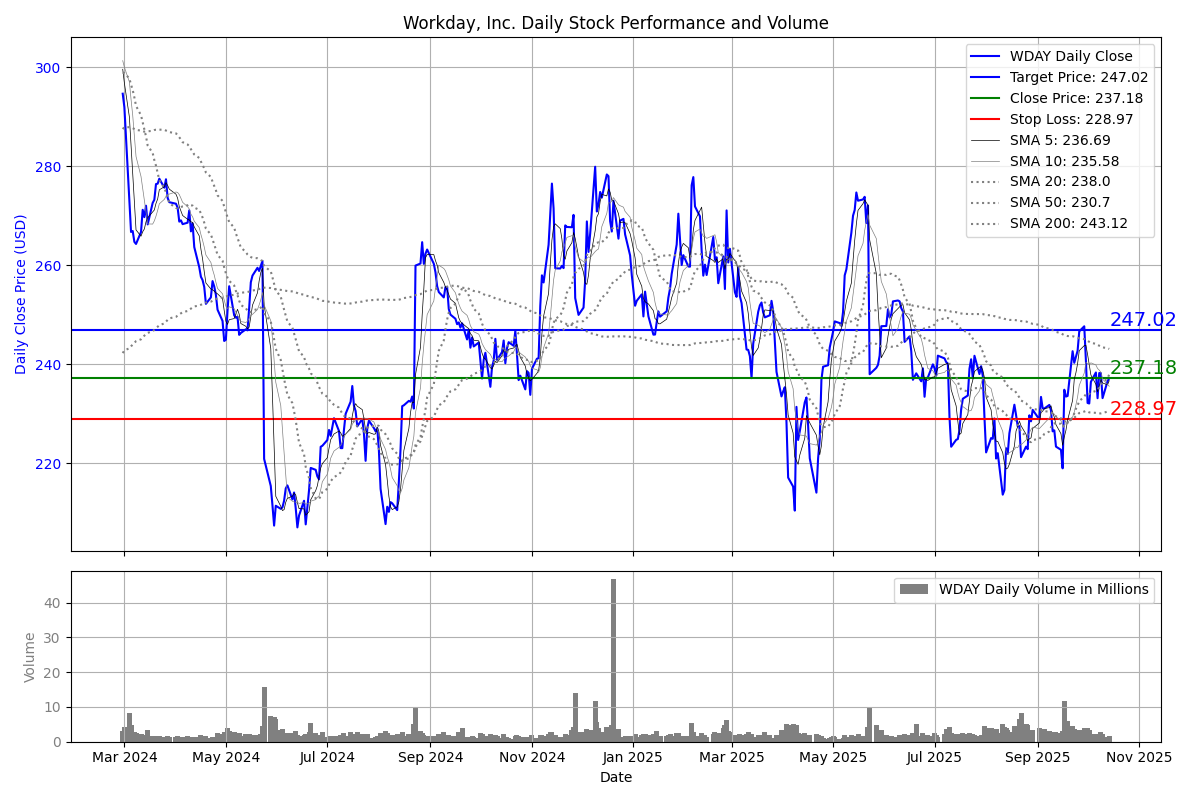 Workday, Inc. Daily Stock Performance and Volume
Daily Close Price (USD)
300
280
260
240
220
WDAY Daily Close
Target Price: 247.02
Close Price: 237.18
Stop Loss: 228.97
SMA 5: 236.69
SMA 10: 235.58
SMA 20: 238.0
SMA 50: 230.7
SMA 200: 243.12
247.02
237.18
228.97
Volume
40
30
20
10
0
WDAY Daily Volume in Millions
Mar 2024 May 2024 Jul 2024 Sep 2024 Nov 2024 Jan 2025 Mar 2025 May 2025 Jul 2025 Sep 2025 Nov 2025
Date